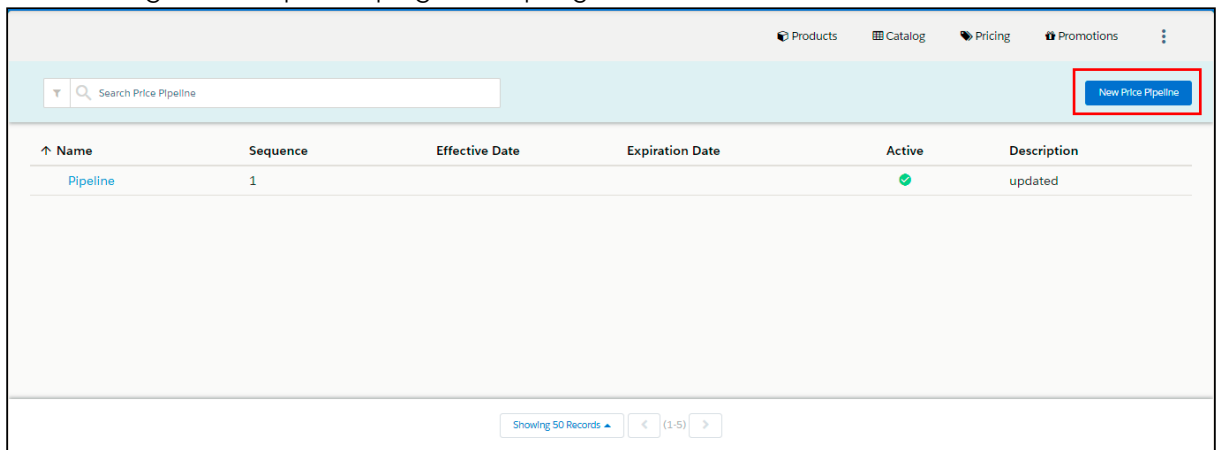 Products Catalog Pricing Promotions
Search Price Pipeline New Price Pipeline
Name Sequence Effective Date Expiration Date Active Description
Pipeline 1 updated
Showing 50 Records (1-5)